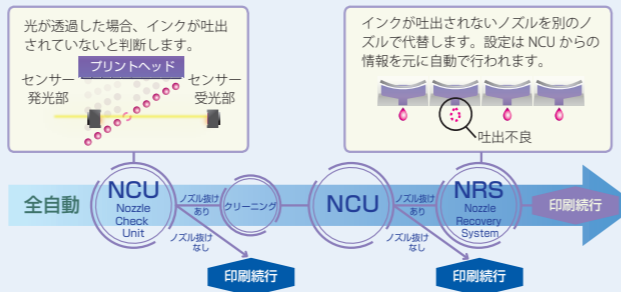 光が透過した場合、インクが吐出
されていないと判断します。
プリントヘッド
センサー
発光部
センサー
受光部
インクが吐出されないノズルを別のノ
ズルで代替します。設定は NCU からの
情報を元に自動で行われます。
吐出不良
全自動
NCU
Nozzle
Check
Unit
ノズル抜け
あり
ノズル抜け
なし
印刷続行
クリーニング
NCU
ノズル抜け
あり
ノズル抜け
なし
印刷続行
NRS
Nozzle
Recovery
System
印刷続行